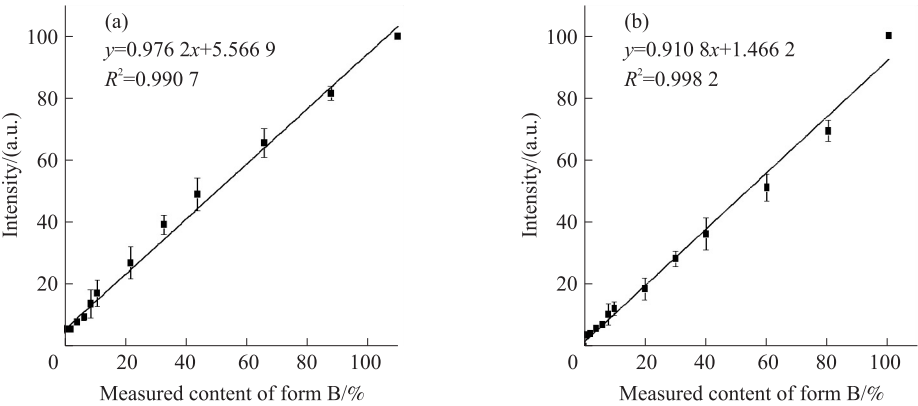 (a)
y=0.976 2x+5.566 9
R²=0.990 7
Intensity/(a.u.)
100
80
60
40
20
0
20
40
60
80
100
Measured content of form B/%
(b)
y=0.910 8x+1.466 2
R²=0.998 2
Intensity/(a.u.)
100
80
60
40
20
0
20
40
60
80
100
Measured content of form B/%